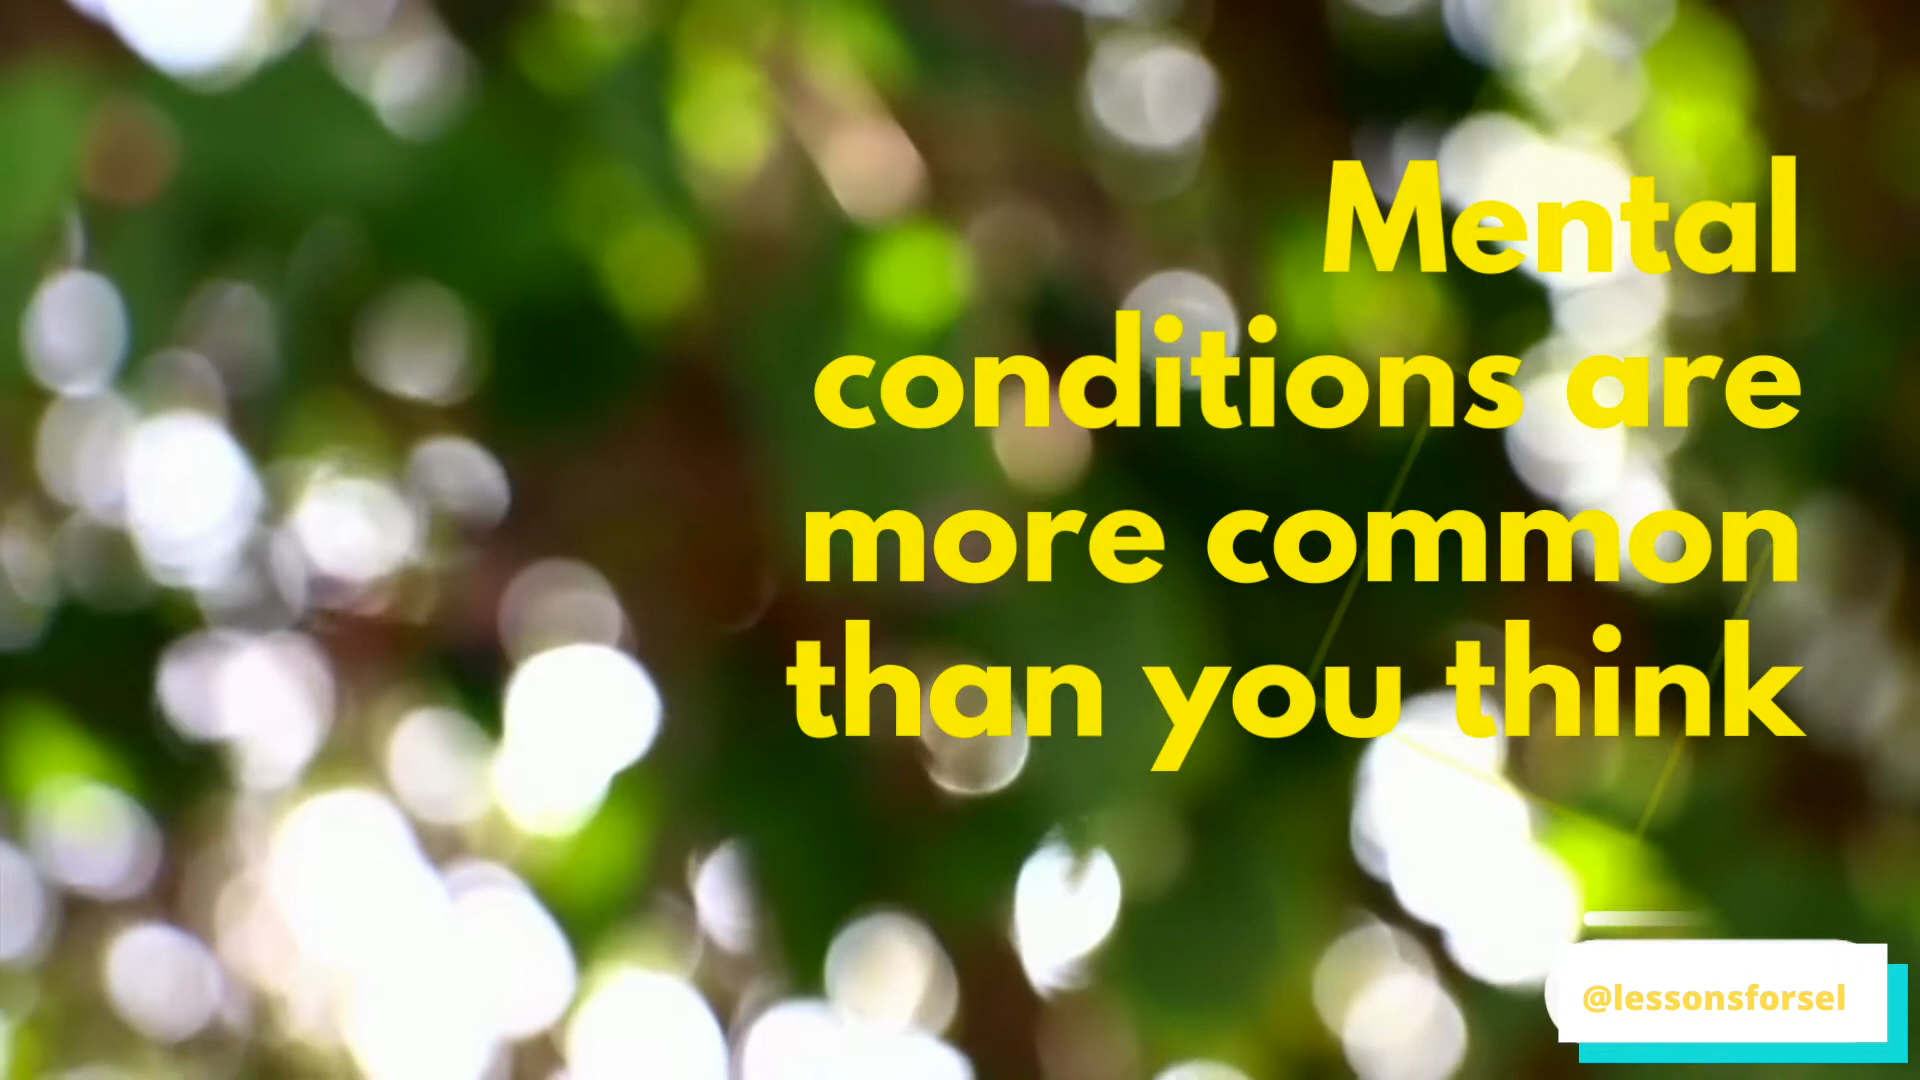 Mental
conditions are
more common
than you think
@lessonsforsel